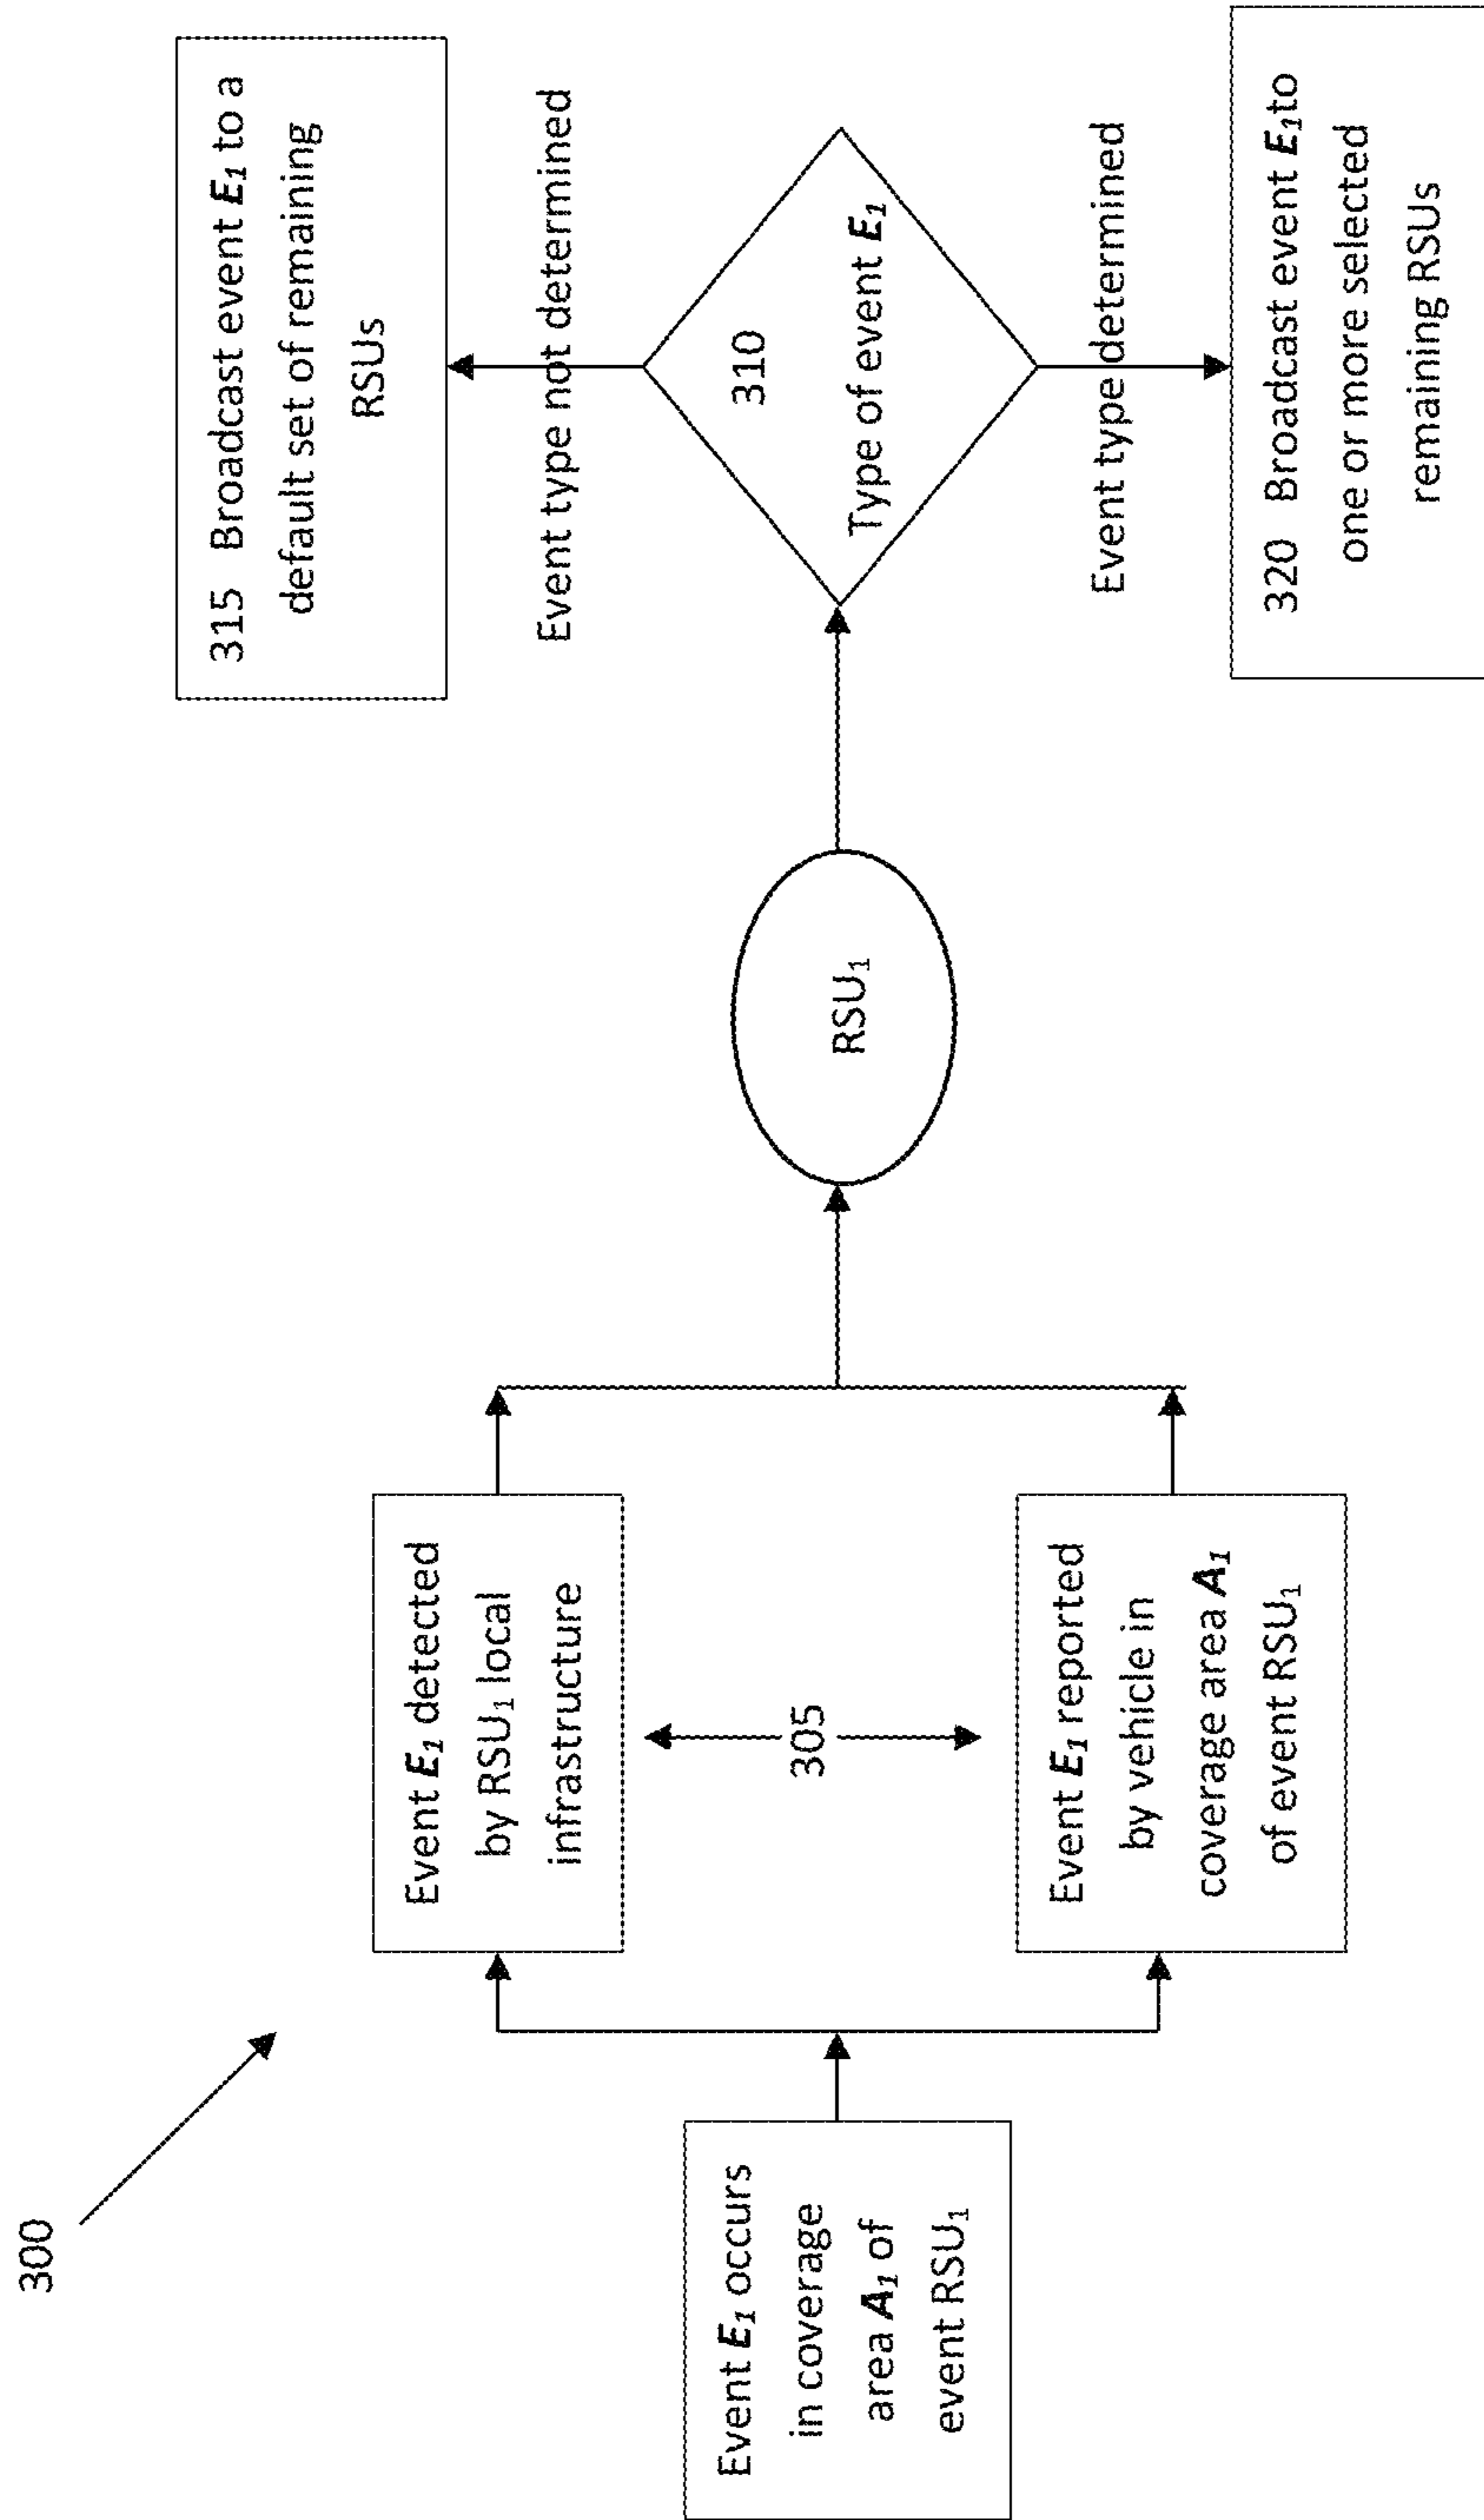 300
Event E₁ occurs
in coverage
area A₁ of
event RSU₁
Event E₁ detected
by RSU₁ local
infrastructure
305
Event E₁ reported
by vehicle in
coverage area A₁
of event RSU₁
RSU₁
310
Type of event E₁
Event type not determined
315 Broadcast event E₁ to a
default set of remaining
RSUs
Event type determined
320 Broadcast event E₁to
one or more selected
remaining RSUs